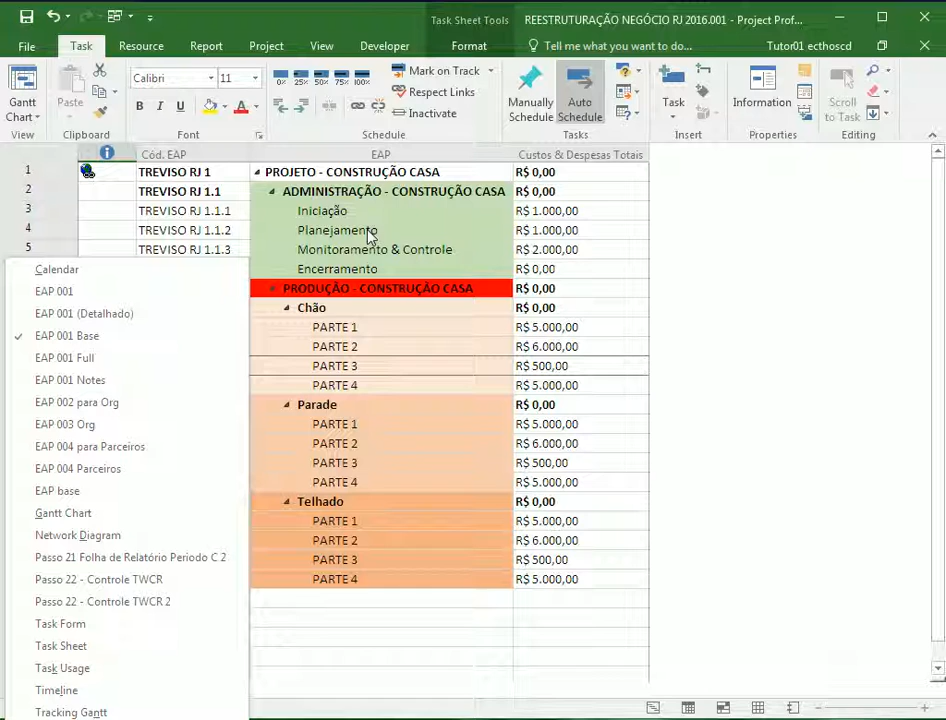 Task Sheet Tools
REESTRUTURAÇÃO NEGÓCIO RJ 2016.001 - Project Prof...
File Task Resource Report Project View Developer Format Tell me what you want to do... Tutor01 ecthoscd
Gantt Chart
View
Paste
Clipboard
Calibri 11
B I U A
Font
0% 25% 50% 75% 100%
Mark on Track
Respect Links
Inactivate
Schedule
Manually Schedule
Auto Schedule
Tasks
Task
Insert
Information
Properties
Scroll to Task
Editing
Cód. EAP EAP Custos & Despesas Totais
1 TREVISO RJ 1 PROJETO - CONSTRUÇÃO CASA R$ 0,00
2 TREVISO RJ 1.1 ADMINISTRAÇÃO - CONSTRUÇÃO CASA R$ 0,00
3 TREVISO RJ 1.1.1 Iniciação R$ 1.000,00
4 TREVISO RJ 1.1.2 Planejamento R$ 1.000,00
5 TREVISO RJ 1.1.3 Monitoramento & Controle R$ 2.000,00
Encerramento R$ 0,00
PRODUÇÃO - CONSTRUÇÃO CASA R$ 0,00
Chão R$ 0,00
PARTE 1 R$ 5.000,00
PARTE 2 R$ 6.000,00
PARTE 3 R$ 500,00
PARTE 4 R$ 5.000,00
Parade R$ 0,00
PARTE 1 R$ 5.000,00
PARTE 2 R$ 6.000,00
PARTE 3 R$ 500,00
PARTE 4 R$ 5.000,00
Telhado R$ 0,00
PARTE 1 R$ 5.000,00
PARTE 2 R$ 6.000,00
PARTE 3 R$ 500,00
PARTE 4 R$ 5.000,00
Calendar
EAP 001
EAP 001 (Detalhado)
EAP 001 Base
EAP 001 Full
EAP 001 Notes
EAP 002 para Org
EAP 003 Org
EAP 004 para Parceiros
EAP 004 Parceiros
EAP base
Gantt Chart
Network Diagram
Passo 21 Folha de Relatório Periodo C 2
Passo 22 - Controle TWCR
Passo 22 - Controle TWCR 2
Task Form
Task Sheet
Task Usage
Timeline
Tracking Gantt